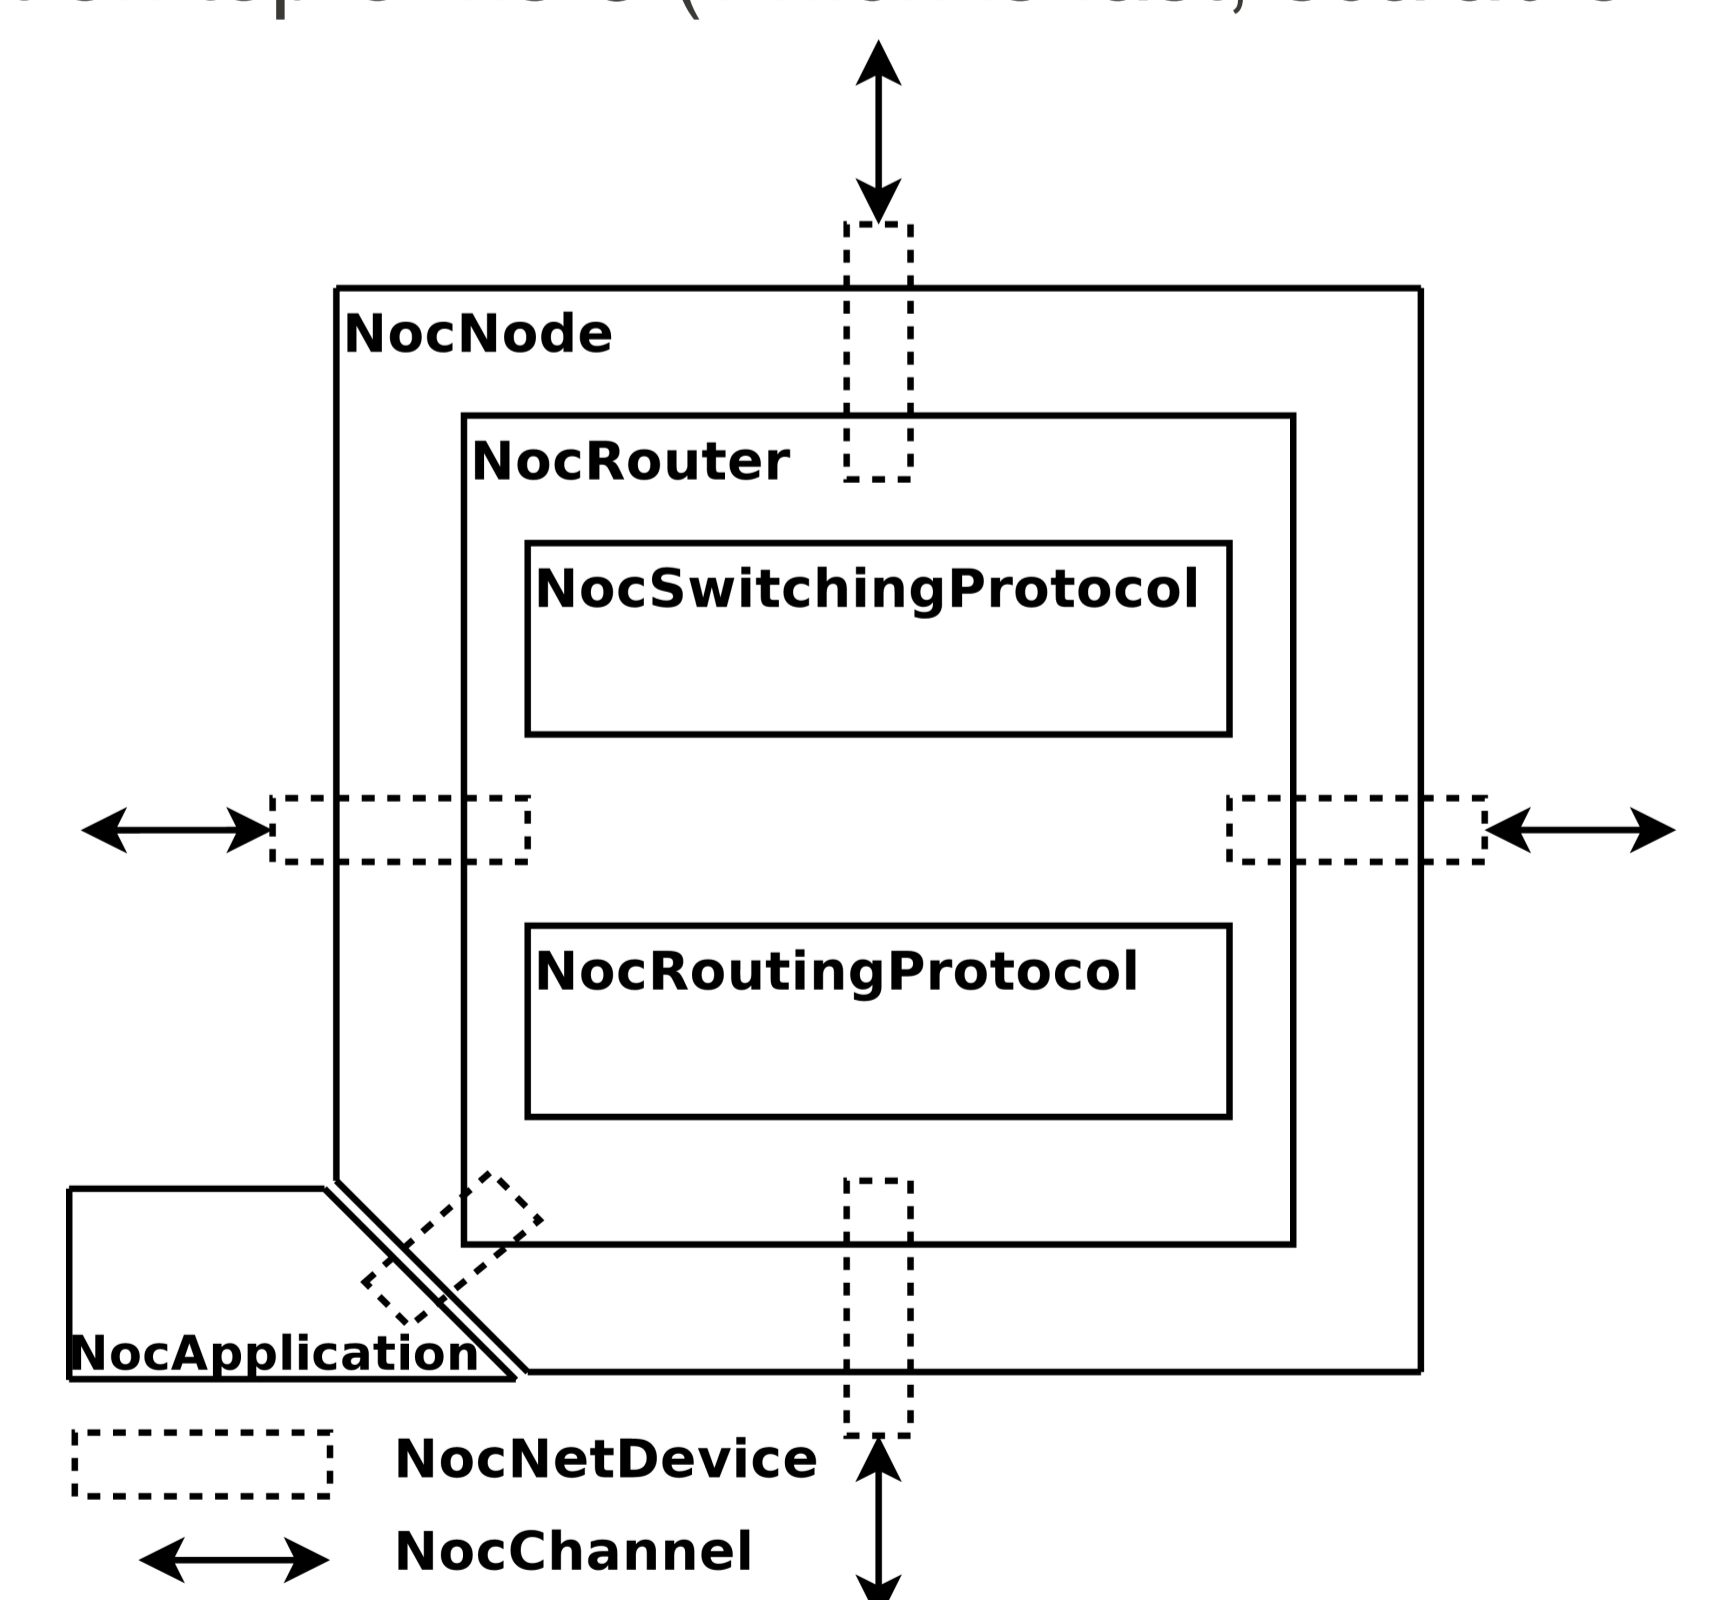 NocNode
NocRouter
NocSwitchingProtocol
NocRoutingProtocol
NocApplication
NocNetDevice
NocChannel